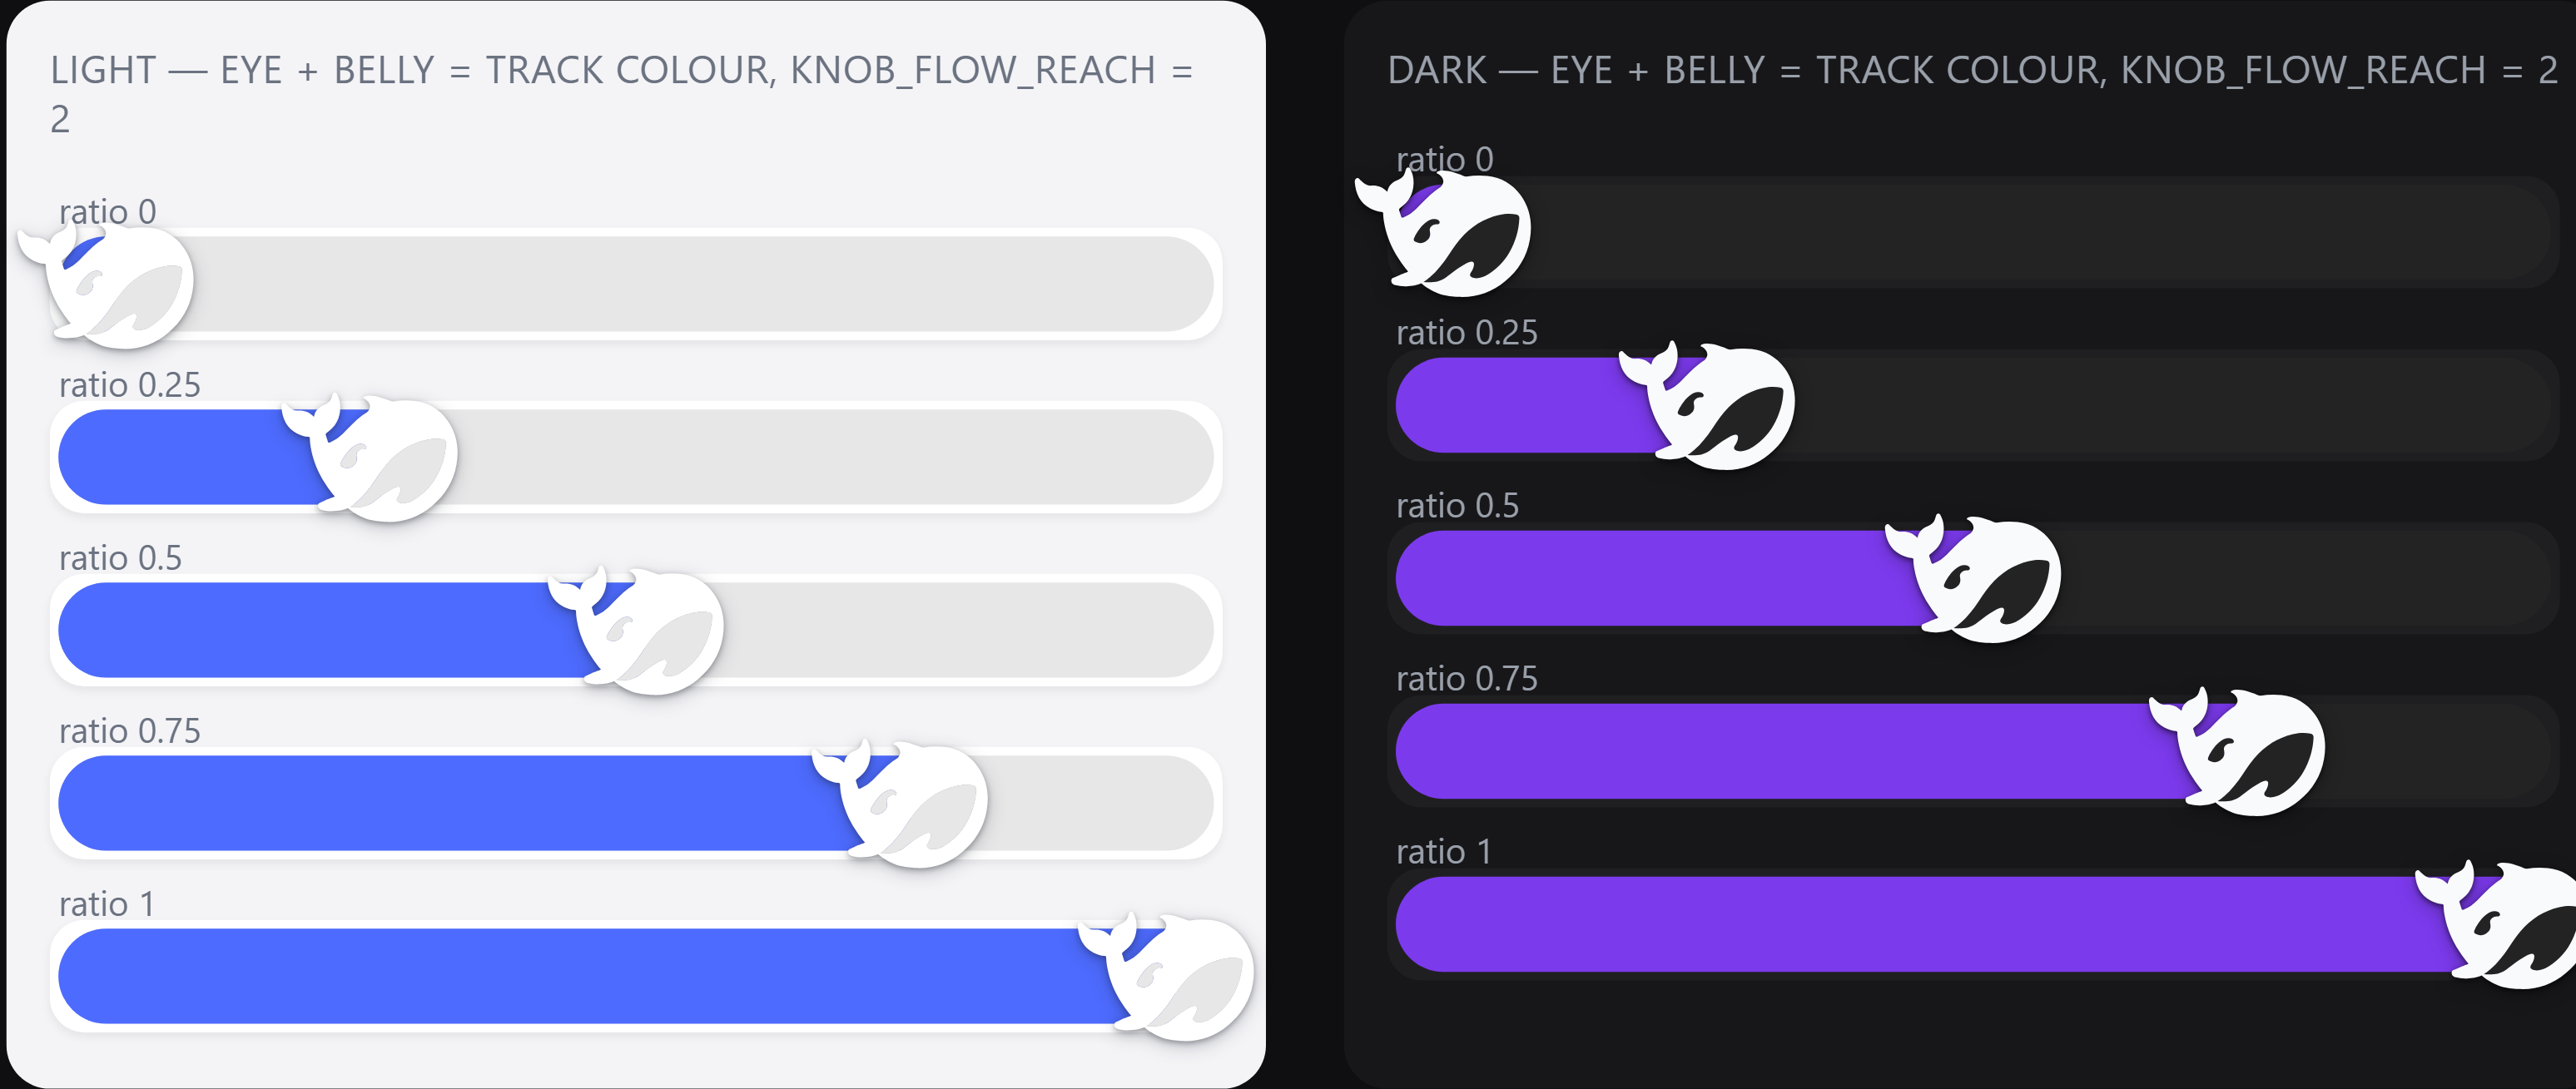 LIGHT — EYE + BELLY = TRACK COLOUR, KNOB_FLOW_REACH =
2
ratio 0
ratio 0.25
ratio 0.5
ratio 0.75
ratio 1
DARK — EYE + BELLY = TRACK COLOUR, KNOB_FLOW_REACH = 2
ratio 0
ratio 0.25
ratio 0.5
ratio 0.75
ratio 1